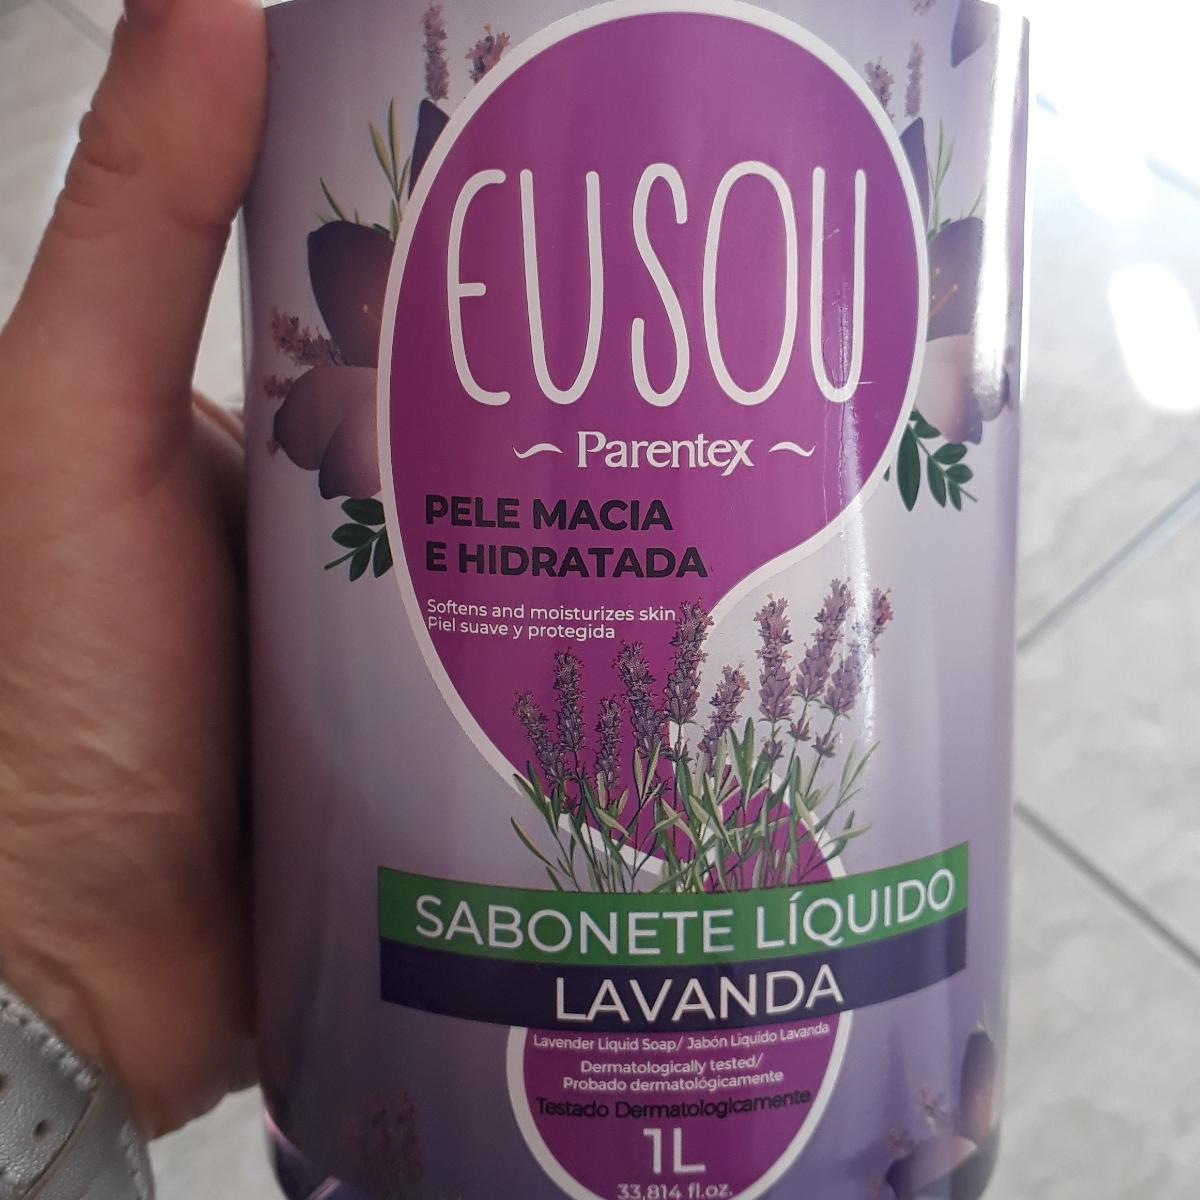 EUSOU
Parentex
PELE MACIA
E HIDRATADA
Softens and moisturizes skin
Piel suave y protegida
SABONETE LÍQUIDO
LAVANDA
Lavender Liquid Soap/ Jabón Liquido Lavanda
Dermatologically tested/
Probado dermatológicamente
Testado Dermatologicamente
1L
33,814 fl.oz.